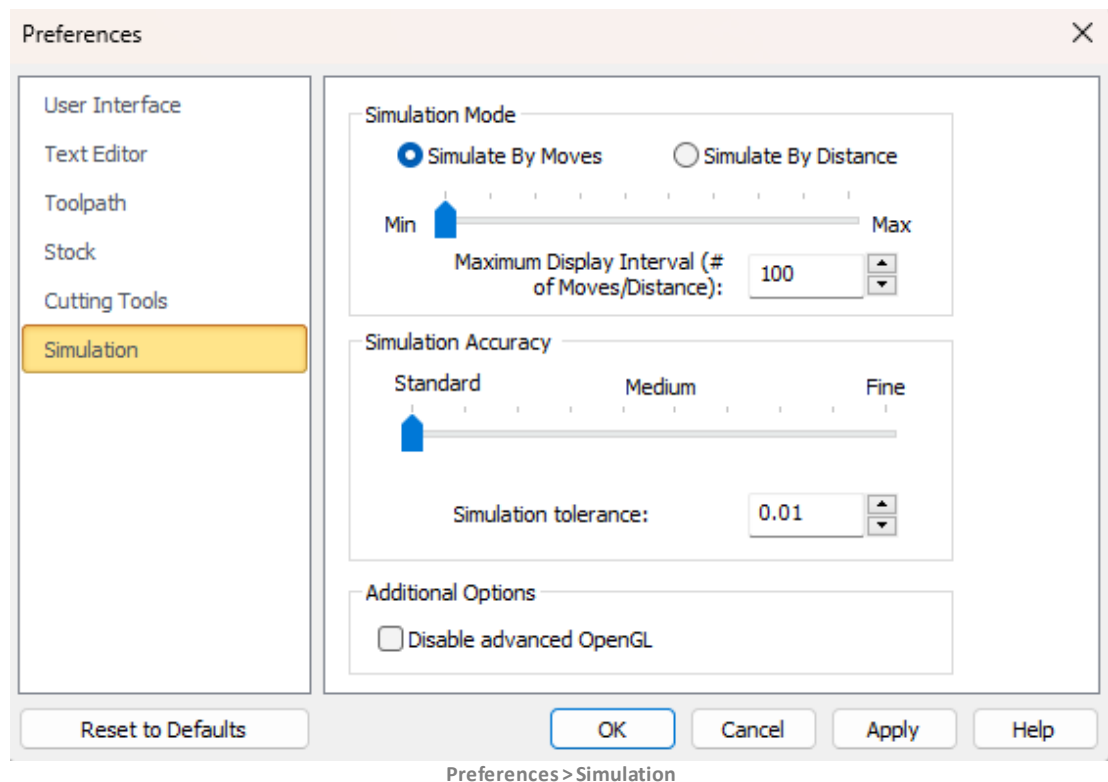 Preferences
User Interface
Text Editor
Toolpath
Stock
Cutting Tools
Simulation
Simulation Mode
Simulate By Moves
Simulate By Distance
Min
Max
Maximum Display Interval (#
of Moves/Distance):
100
Simulation Accuracy
Standard
Medium
Fine
Simulation tolerance:
0.01
Additional Options
Disable advanced OpenGL
Reset to Defaults
OK
Cancel
Apply
Help
Preferences > Simulation